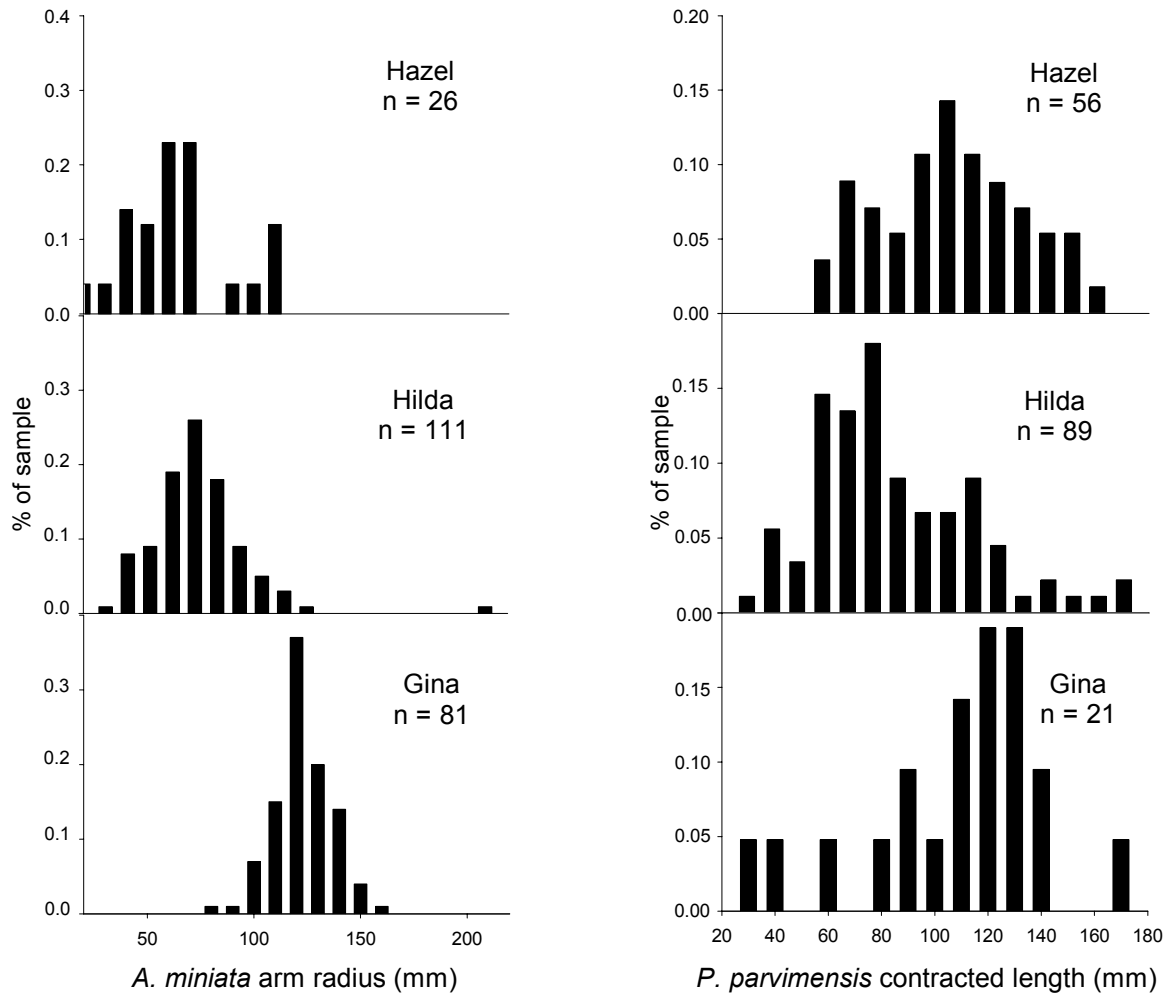 0.4
0.3
0.2
0.1
0.0
Hazel
n = 26
0.3
0.2
0.1
0.0
Hilda
n = 111
% of sample
0.3
0.2
0.1
0.0
Gina
n = 81
50 100 150 200
A. miniata arm radius (mm)
0.20
0.15
0.10
0.05
0.00
Hazel
n = 56
0.15
0.10
0.05
0.00
Hilda
n = 89
% of sample
0.15
0.10
0.05
0.00
Gina
n = 21
20 40 60 80 100 120 140 160 180
P. parvimensis contracted length (mm)